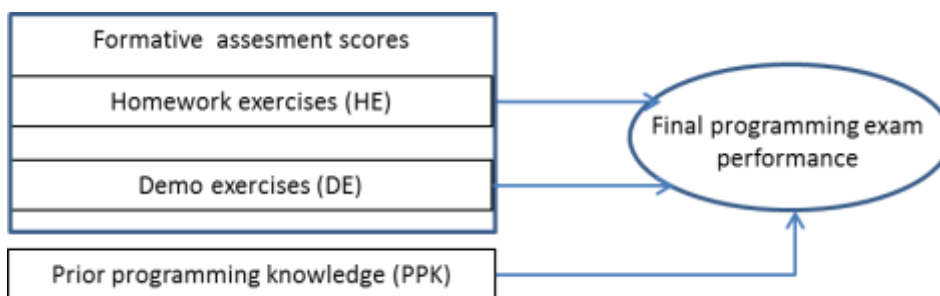 Formative assesment scores
Homework exercises (HE)
Demo exercises (DE)
Prior programming knowledge (PPK)
Final programming exam
performance